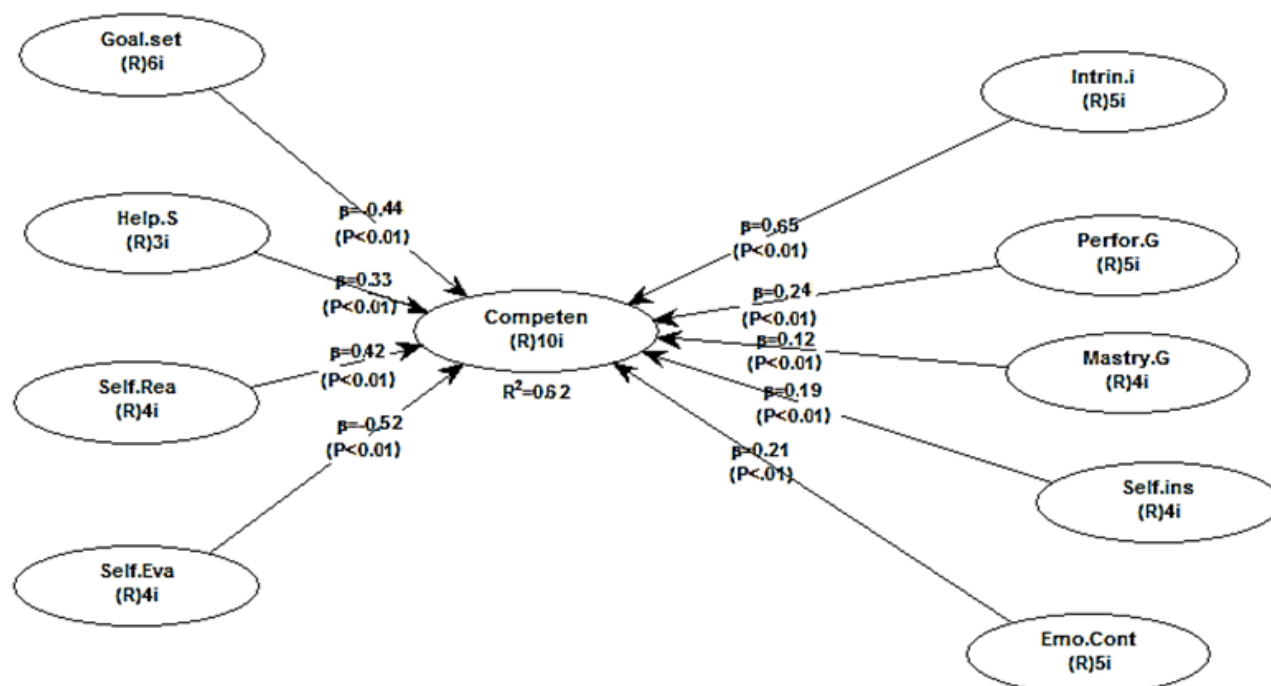 Goal.set
(R)6i
Intrin.i
(R)5i
Help.S
(R)3i
β=-0.44
(P<0.01)
β=0.65
(P<0.01)
Perfor.G
(R)5i
β=0.33
(P<0.01)
β=0.24
(P<0.01)
Competen
(R)10i
R²=0.62
β=0.12
(P<0.01)
Mastry.G
(R)4i
Self.Rea
(R)4i
β=0.42
(P<0.01)
β=0.19
(P<0.01)
β=-0.52
(P<0.01)
β=0.21
(P<.01)
Self.ins
(R)4i
Self.Eva
(R)4i
Emo.Cont
(R)5i